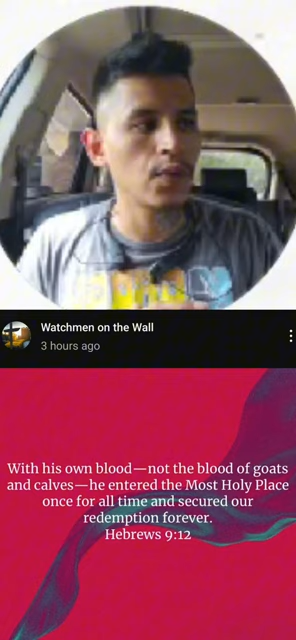 Watchmen on the Wall
3 hours ago
With his own blood—not the blood of goats
and calves—he entered the Most Holy Place
once for all time and secured our
redemption forever.
Hebrews 9:12